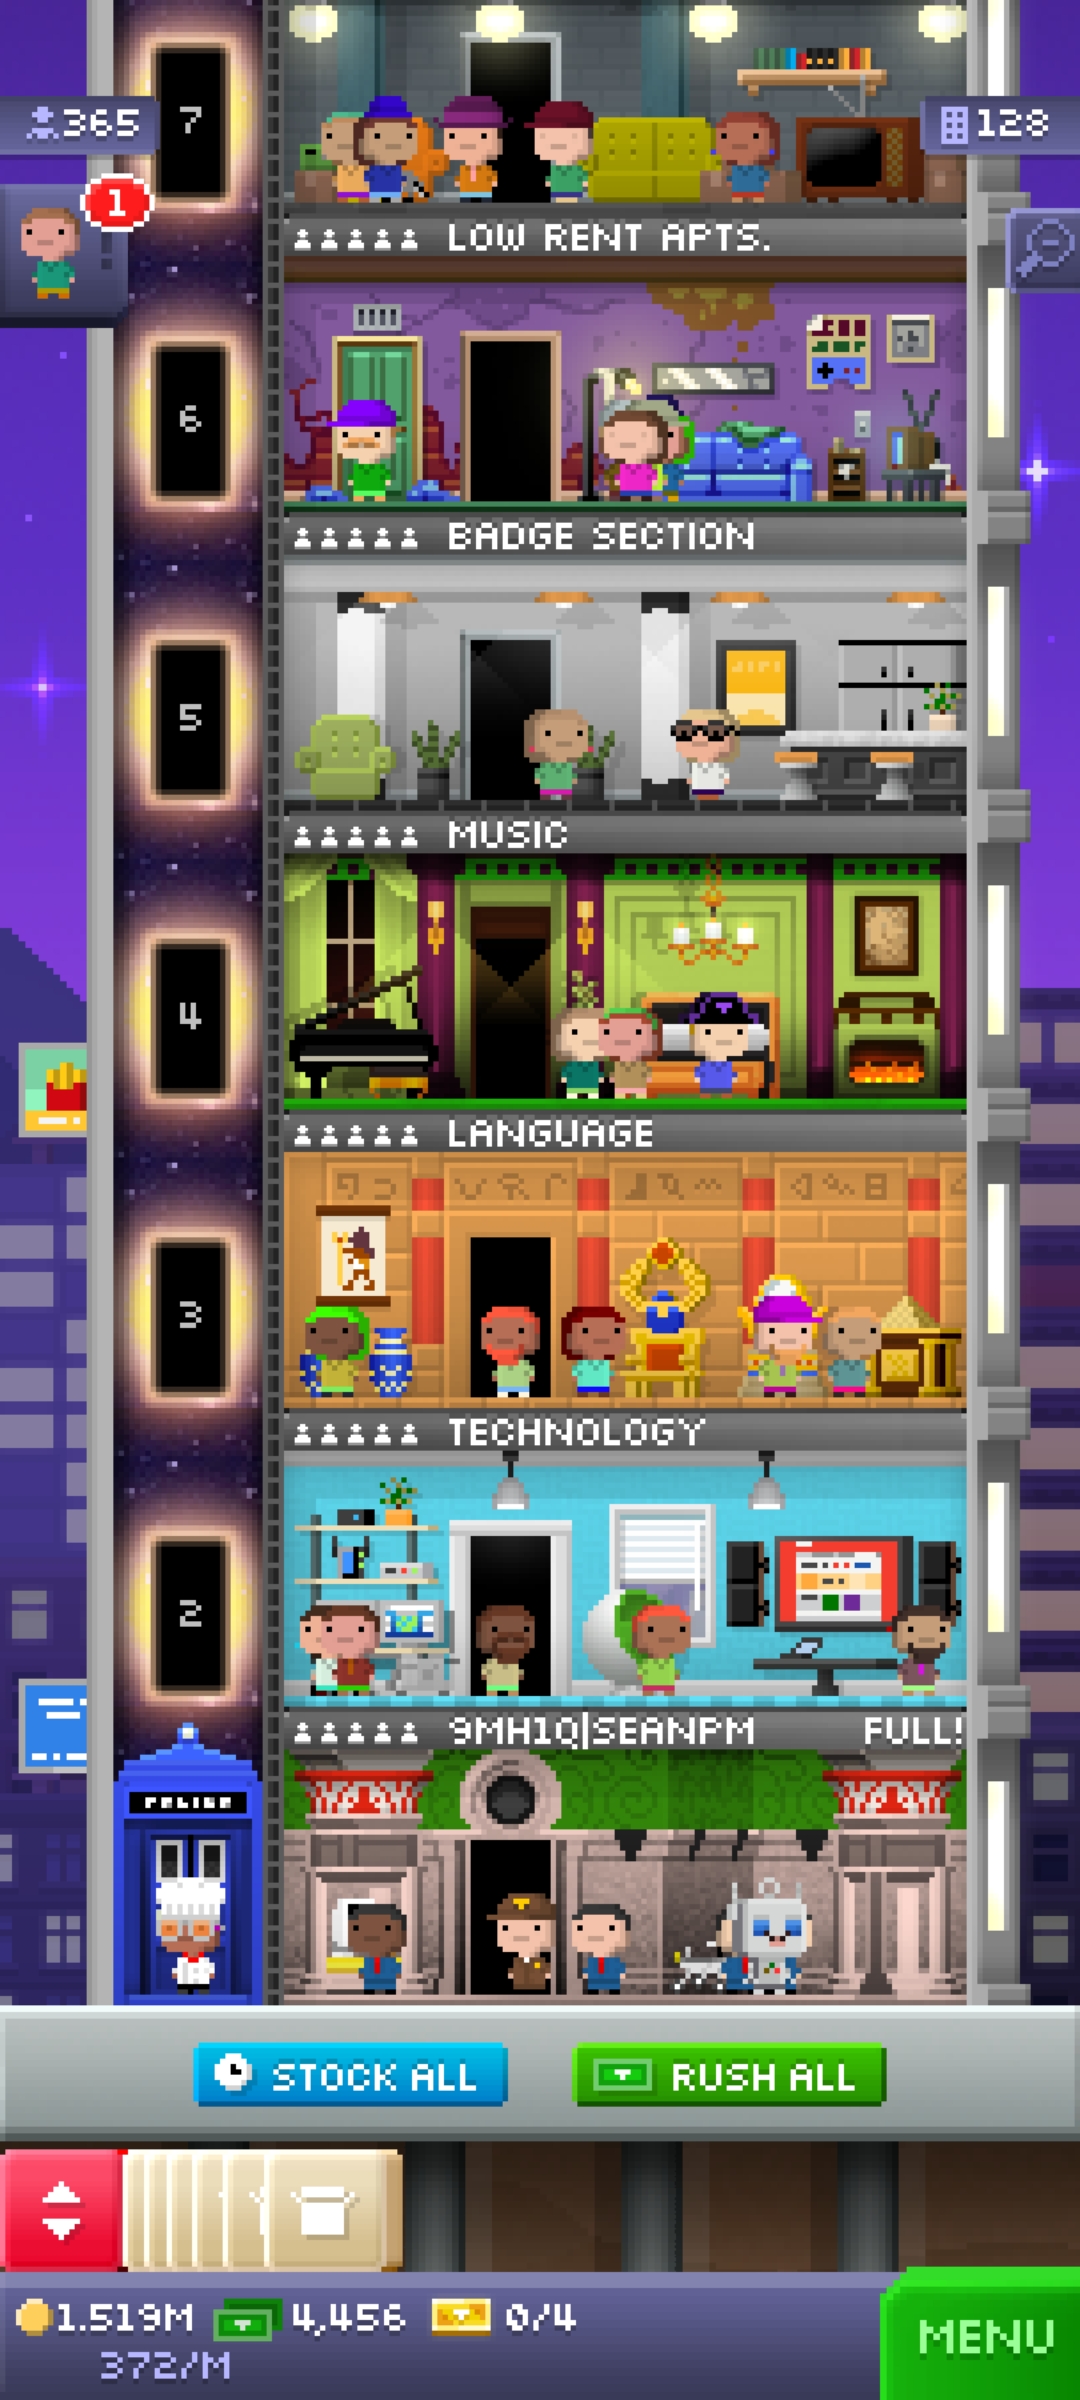 7
365
128
1
LOW RENT APTS.
6
BADGE SECTION
5
MUSIC
4
LANGUAGE
3
TECHNOLOGY
2
9MH1Q|SEANPM FULL!
POLICE
STOCK ALL
RUSH ALL
1.519M 4,456 0/4
372/M
MENU